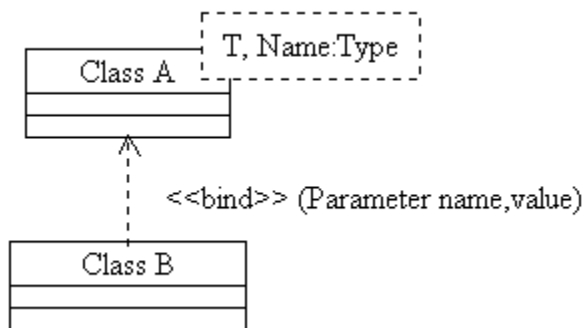 T, Name:Type
Class A
<<bind>> (Parameter name,value)
Class B